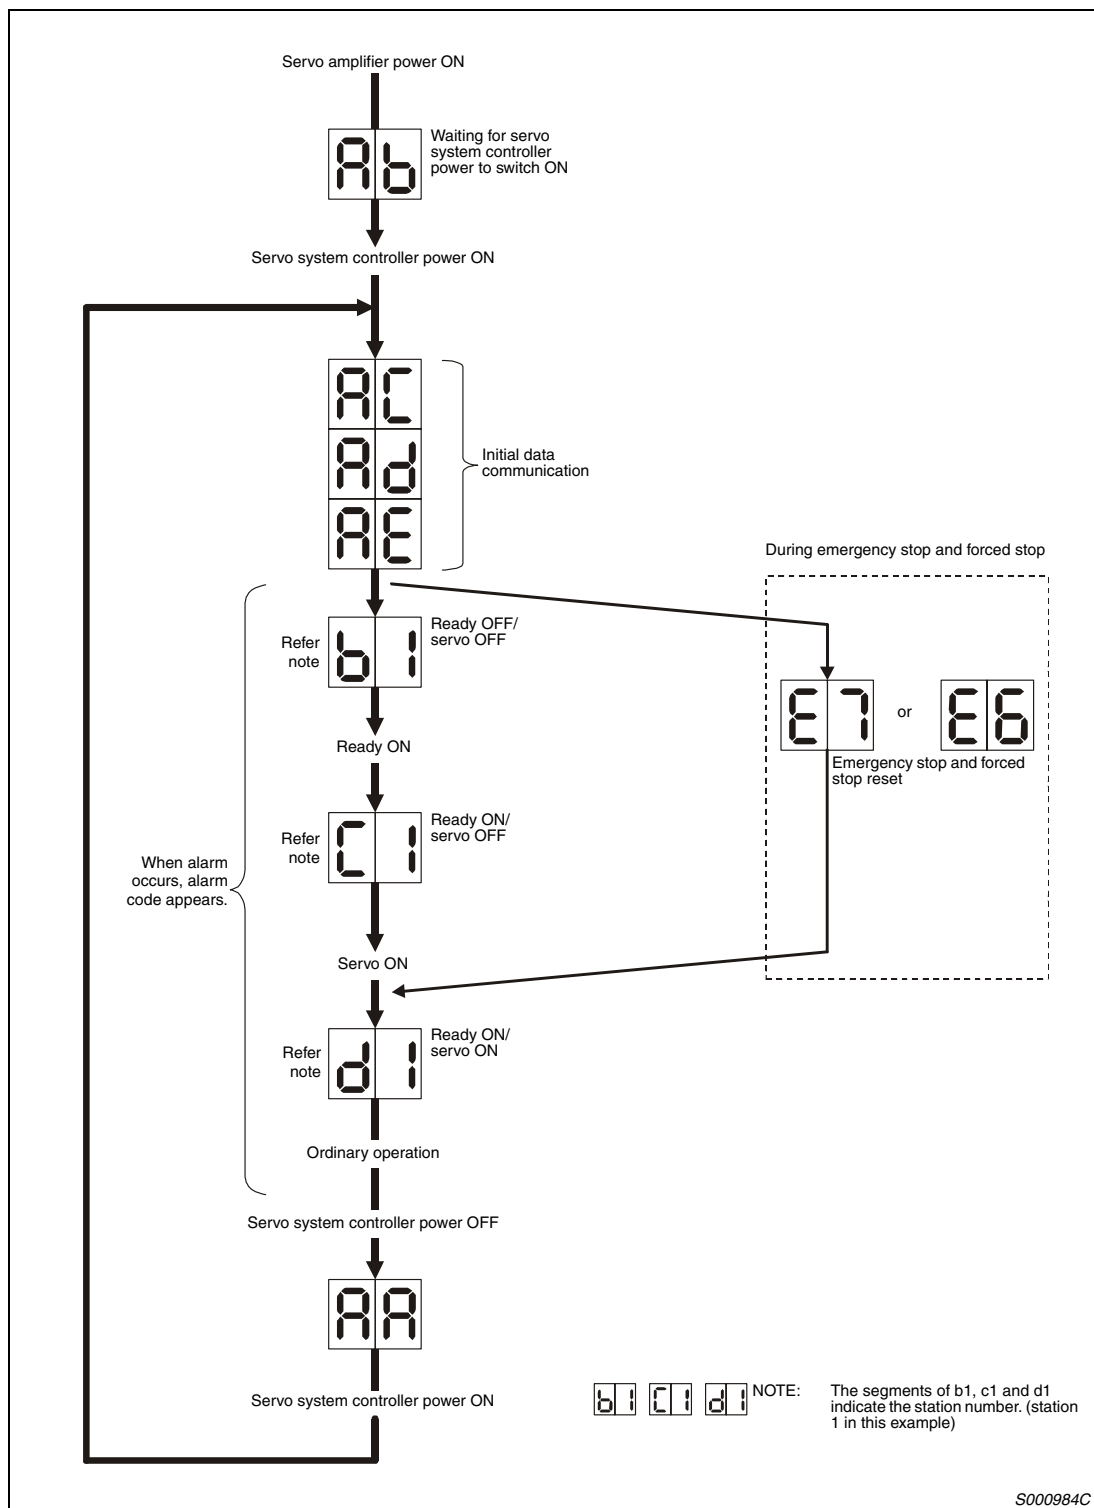 Servo amplifier power ON
Ab
Waiting for servo
system controller
power to switch ON
Servo system controller power ON
AC
Ad
AE
Initial data
communication
During emergency stop and forced stop
Refer
note
b1
Ready OFF/
servo OFF
E7
or
E6
Emergency stop and forced
stop reset
Ready ON
Refer
note
C1
Ready ON/
servo OFF
When alarm
occurs, alarm
code appears.
Servo ON
Refer
note
d1
Ready ON/
servo ON
Ordinary operation
Servo system controller power OFF
AA
Servo system controller power ON
b1 C1 d1 NOTE: The segments of b1, c1 and d1
indicate the station number. (station
1 in this example)
S000984C